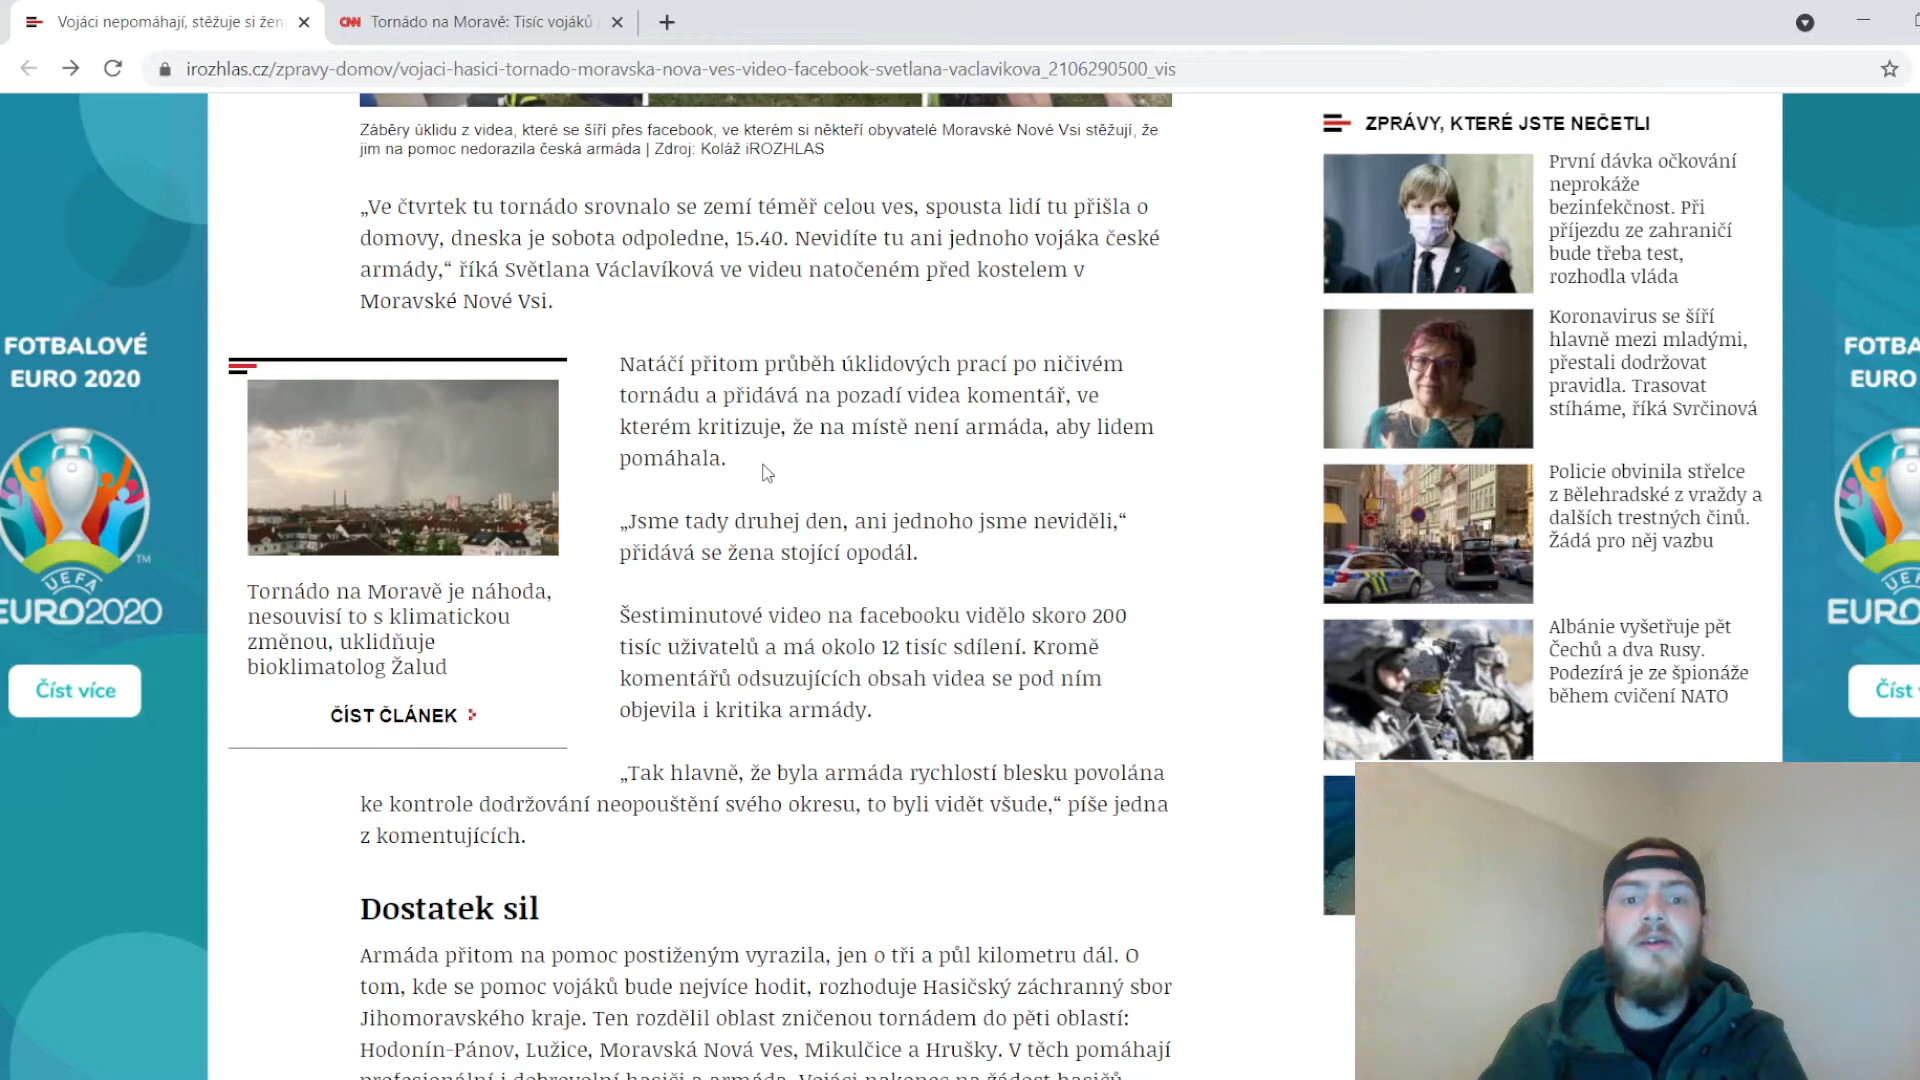 Vojáci nepomáhají, stěžuje si žen
Tornádo na Moravě: Tisíc vojáků
irozhlas.cz/zpravy-domov/vojaci-hasici-tornado-moravska-nova-ves-video-facebook-svetlana-vaclavikova_2106290500_vis
Záběry úklidu z videa, které se šíří přes facebook, ve kterém si někteří obyvatelé Moravské Nové Vsi stěžují, že
jim na pomoc nedorazila česká armáda | Zdroj: Koláž iROZHLAS
„Ve čtvrtek tu tornádo srovnalo se zemí téměř celou ves, spousta lidí tu přišla o
domovy, dneska je sobota odpoledne, 15.40. Nevidíte tu ani jednoho vojáka české
armády,“ říká Světlana Václavíková ve videu natočeném před kostelem v
Moravské Nové Vsi.
Natáčí přitom průběh úklidových prací po ničivém
tornádu a přidává na pozadí videa komentář, ve
kterém kritizuje, že na místě není armáda, aby lidem
pomáhala.
„Jsme tady druhej den, ani jednoho jsme neviděli,“
přidává se žena stojící opodál.
Šestiminutové video na facebooku vidělo skoro 200
tisíc uživatelů a má okolo 12 tisíc sdílení. Kromě
komentářů odsuzujících obsah videa se pod ním
objevila i kritika armády.
„Tak hlavně, že byla armáda rychlostí blesku povolána
ke kontrole dodržování neopouštění svého okresu, to byli vidět všude,“ píše jedna
z komentujících.
Dostatek sil
Armáda přitom na pomoc postiženým vyrazila, jen o tři a půl kilometru dál. O
tom, kde se pomoc vojáků bude nejvíce hodit, rozhoduje Hasičský záchranný sbor
Jihomoravského kraje. Ten rozdělil oblast zničenou tornádem do pěti oblastí:
Hodonín-Pánov, Lužice, Moravská Nová Ves, Mikulčice a Hrušky. V těch pomáhají
profesionální i dobrovolní hasiči a armáda. Vojáci nakonec na žádost hasičů
Tornádo na Moravě je náhoda,
nesouvisí to s klimatickou
změnou, uklidňuje
bioklimatolog Žalud
ČÍST ČLÁNEK
ZPRÁVY, KTERÉ JSTE NEČETLI
První dávka očkování
neprokáže
bezinfekčnost. Při
příjezdu ze zahraničí
bude třeba test,
rozhodla vláda
Koronavirus se šíří
hlavně mezi mladými,
přestali dodržovat
pravidla. Trasovat
stíháme, říká Svrčinová
Policie obvinila střelce
z Bělehradské z vraždy a
dalších trestných činů.
Žádá pro něj vazbu
Albánie vyšetřuje pět
Čechů a dva Rusy.
Podezírá je ze špionáže
během cvičení NATO
FOTBALOVÉ
EURO 2020
UEFA
EURO2020
TM
Číst více
FOTBA
EURO
UEF
EURO
Číst